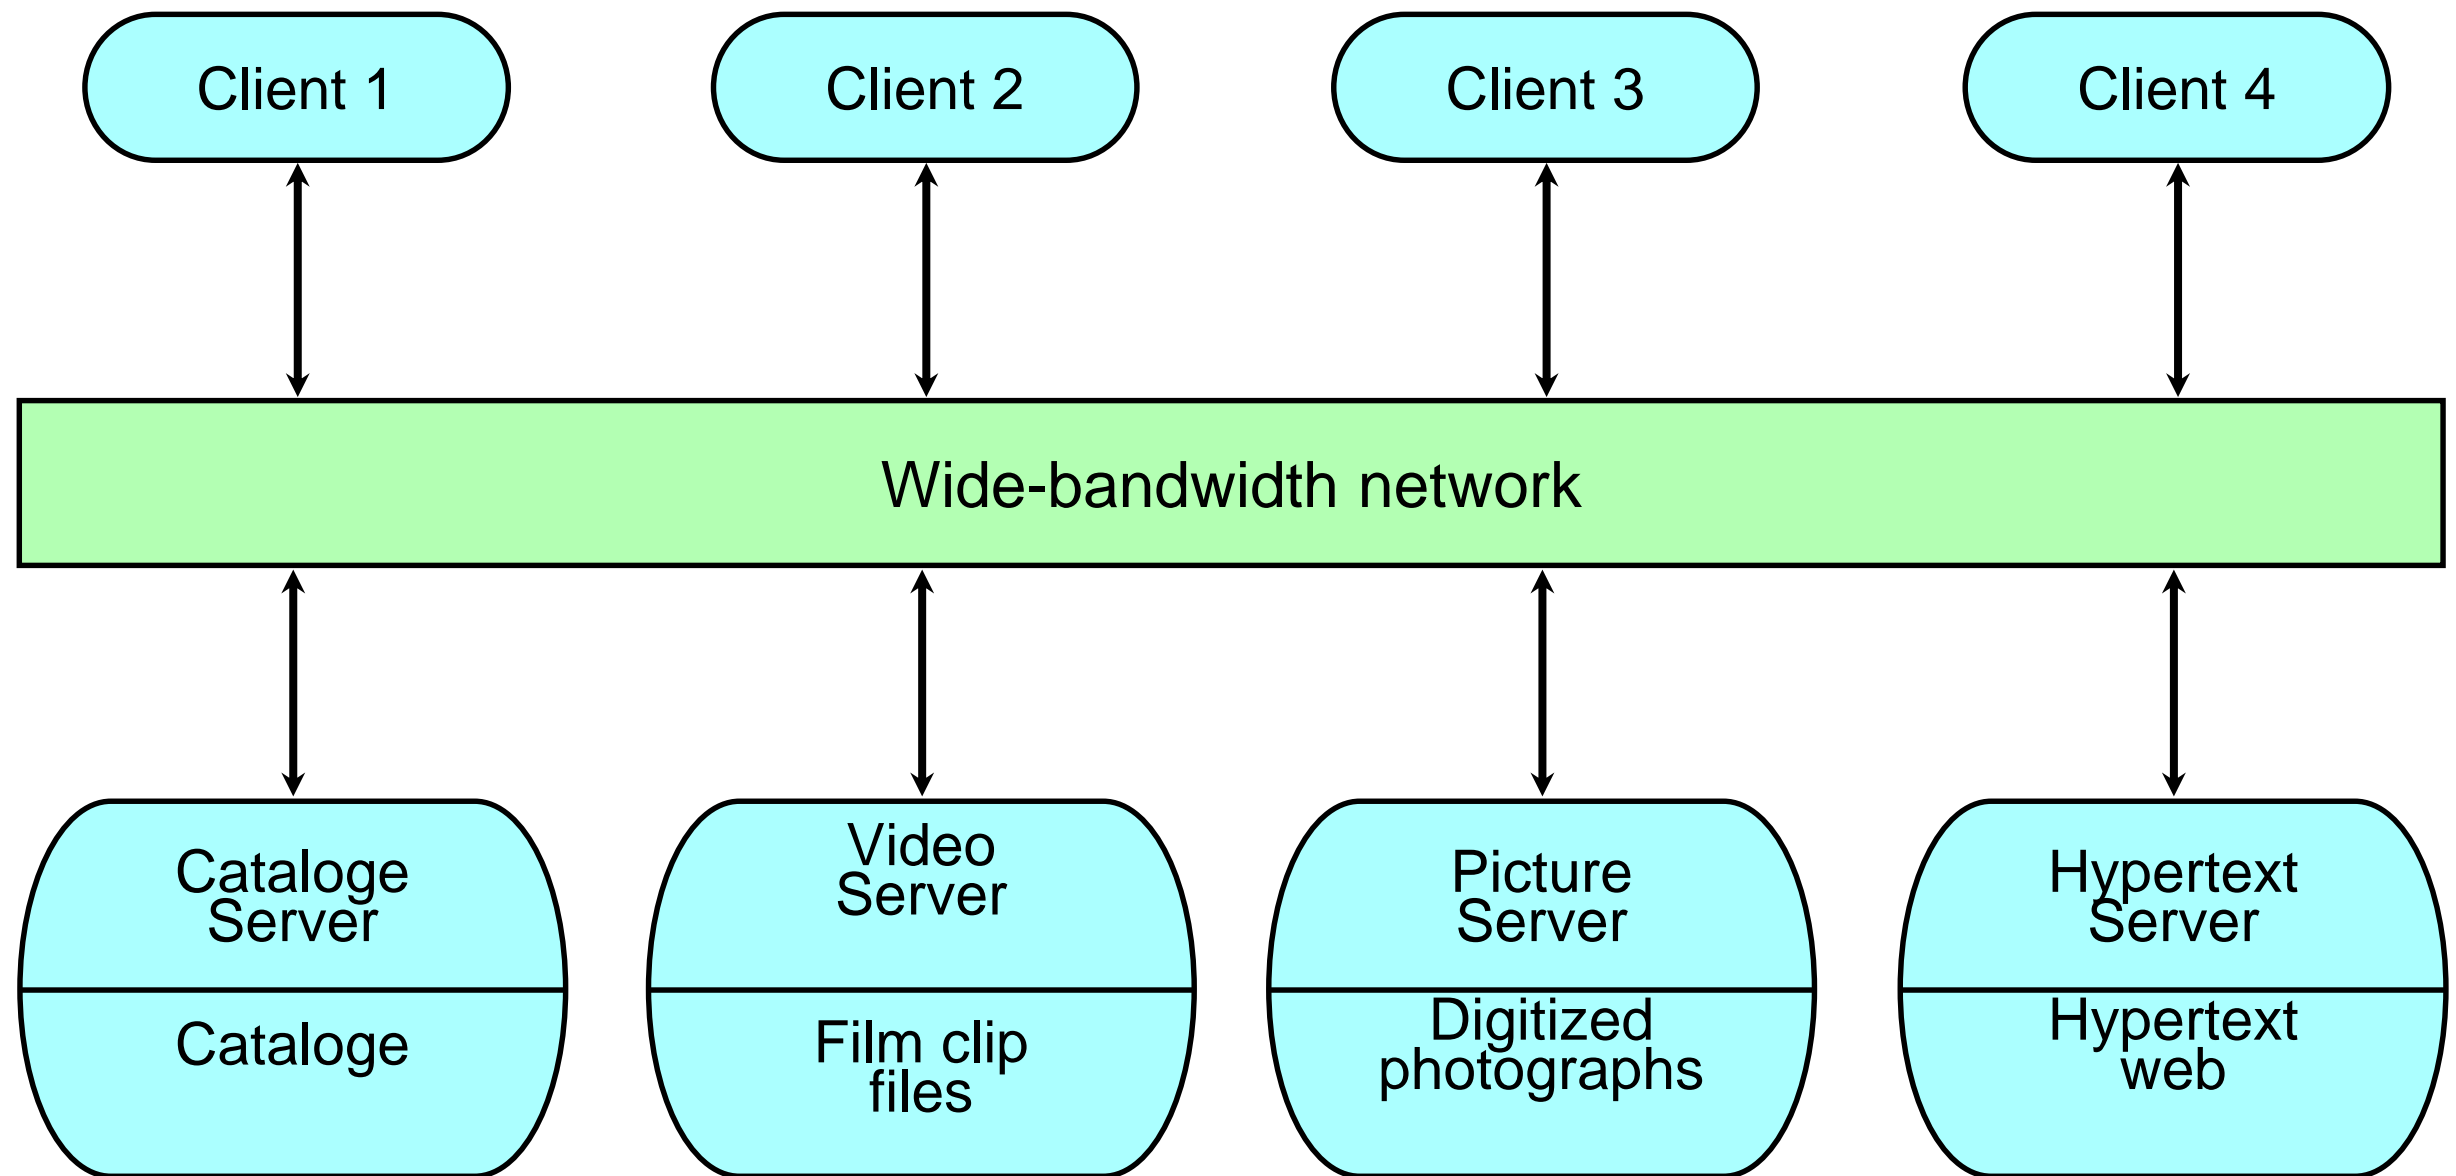 Client 1
Client 2
Client 3
Client 4
Wide-bandwidth network
Cataloge
Server
Cataloge
Video
Server
Film clip
files
Picture
Server
Digitized
photographs
Hypertext
Server
Hypertext
web